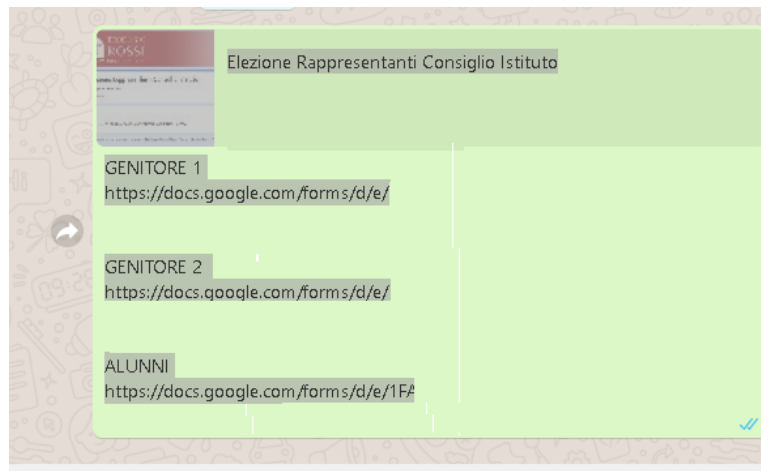 ROSSI
Elezione Rappresentanti Consiglio Istituto
GENITORE 1
https://docs.google.com/forms/d/e/
GENITORE 2
https://docs.google.com/forms/d/e/
ALUNNI
https://docs.google.com/forms/d/e/1FA